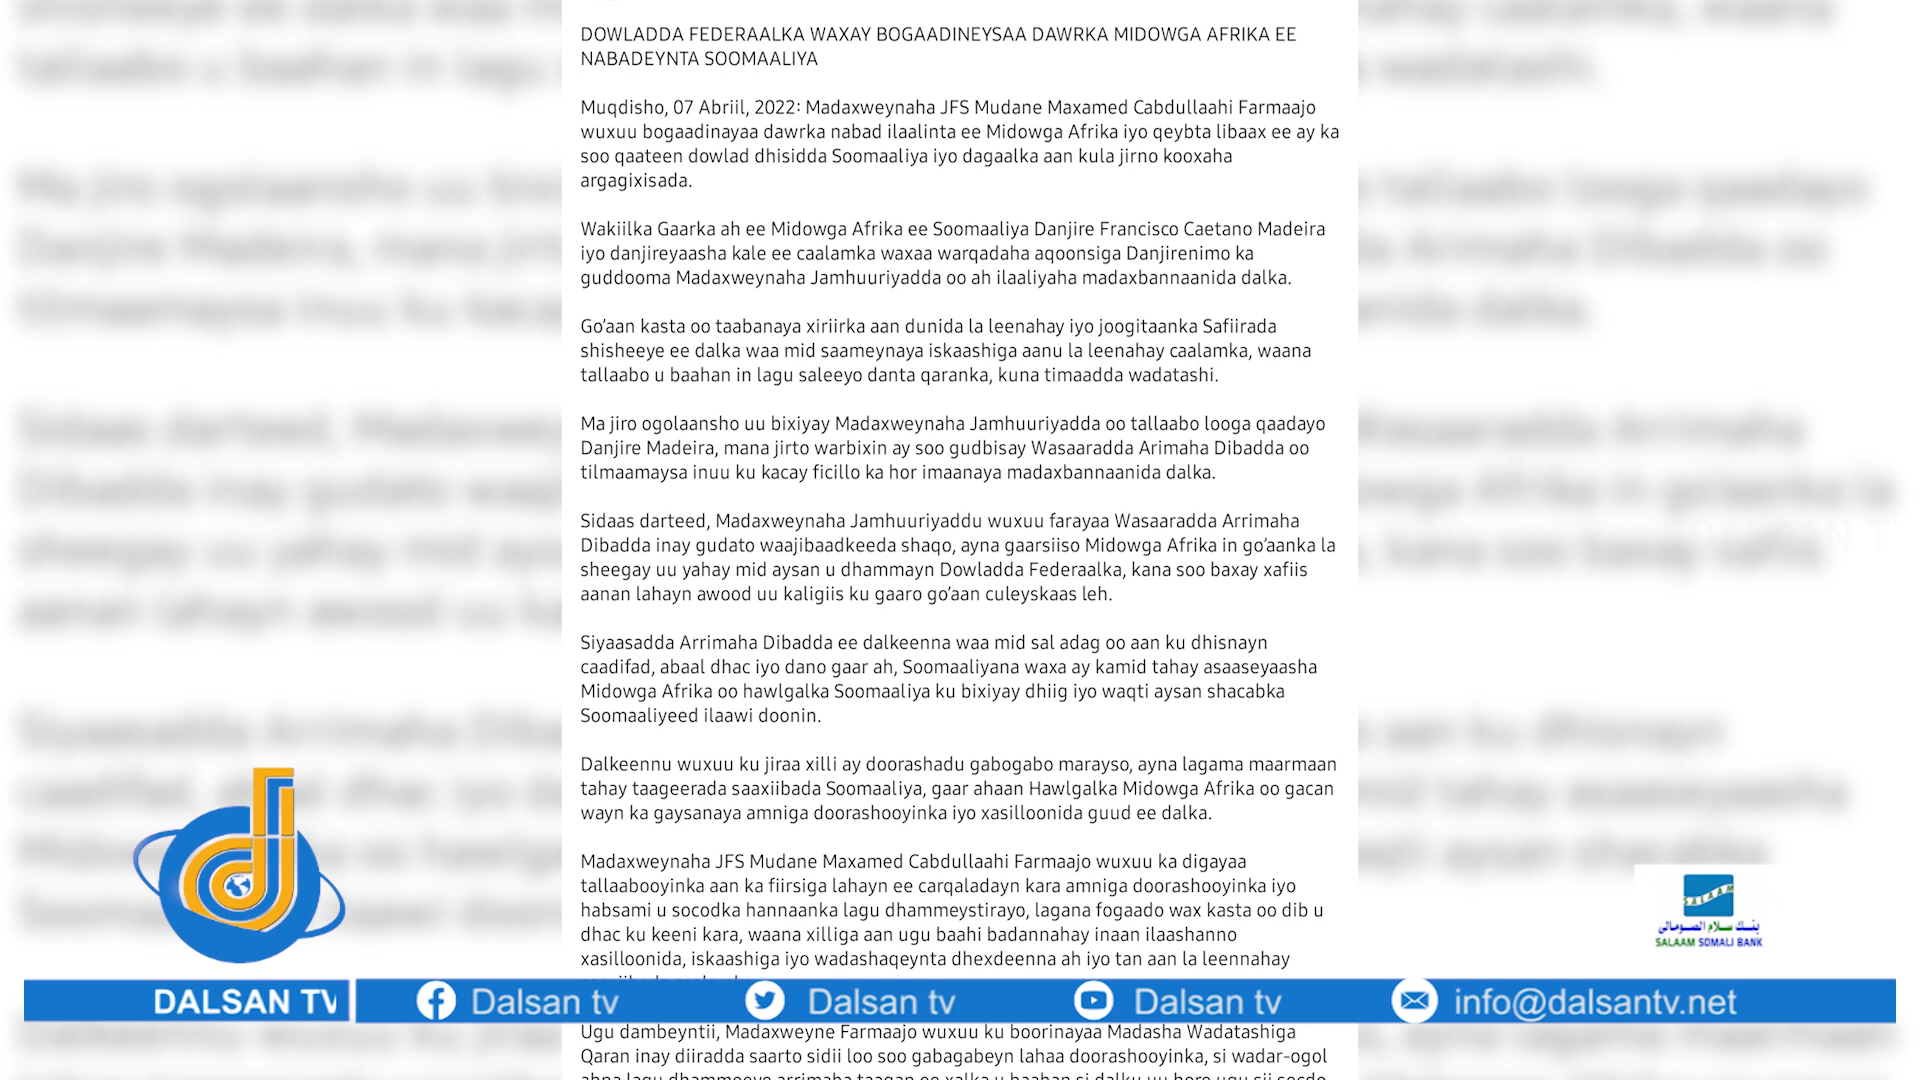 DOWLADDA FEDERAALKA WAXAY BOGAADINEYSAA DAWRKA MIDOWGA AFRIKA EE
NABADEYNTA SOOMAALIYA
Muqdisho, 07 Abriil, 2022: Madaxweynaha JFS Mudane Maxamed Cabdullaahi Farmaajo
wuxuu bogaadinayaa dawrka nabad ilaalinta ee Midowga Afrika iyo qeybta libaax ee ay ka
soo qaateen dowlad dhisidda Soomaaliya iyo dagaalka aan kula jirno kooxaha
argagixisada.
Wakiilka Gaarka ah ee Midowga Afrika ee Soomaaliya Danjire Francisco Caetano Madeira
iyo danjireyaasha kale ee caalamka waxaa warqadaha aqoonsiga Danjirenimo ka
guddooma Madaxweynaha Jamhuuriyadda oo ah ilaaliyaha madaxbannaanida dalka.
Go’aan kasta oo taabanaya xiriirka aan dunida la leenahay iyo joogitaanka Safiirada
shisheeye ee dalka waa mid saameynaya iskaashiga aanu la leenahay caalamka, waana
tallaabo u baahan in lagu saleeyo danta qaranka, kuna timaadda wadatashi.
Ma jiro ogolaansho uu bixiyay Madaxweynaha Jamhuuriyadda oo tallaabo looga qaadayo
Danjire Madeira, mana jirto warbixin ay soo gudbisay Wasaaradda Arimaha Dibadda oo
tilmaamaysa inuu ku kacay ficillo ka hor imaanaya madaxbannaanida dalka.
Sidaas darteed, Madaxweynaha Jamhuuriyaddu wuxuu farayaa Wasaaradda Arrimaha
Dibadda inay gudato waajibaadkeeda shaqo, ayna gaarsiiso Midowga Afrika in go’aanka la
sheegay uu yahay mid aysan u dhammayn Dowladda Federaalka, kana soo baxay xafiis
aanan lahayn awood uu kaligiis ku gaaro go’aan culeyskaas leh.
Siyaasadda Arrimaha Dibadda ee dalkeenna waa mid sal adag oo aan ku dhisnayn
caadifad, abaal dhac iyo dano gaar ah, Soomaaliyana waxa ay kamid tahay asaaseyaasha
Midowga Afrika oo hawlgalka Soomaaliya ku bixiyay dhiig iyo waqti aysan shacabka
Soomaaliyeed ilaawi doonin.
Dalkeennu wuxuu ku jiraa xilli ay doorashadu gabogabo marayso, ayna lagama maarmaan
tahay taageerada saaxiibada Soomaaliya, gaar ahaan Hawlgalka Midowga Afrika oo gacan
wayn ka gaysanaya amniga doorashooyinka iyo xasilloonida guud ee dalka.
Madaxweynaha JFS Mudane Maxamed Cabdullaahi Farmaajo wuxuu ka digayaa
tallaabooyinka aan ka fiirsiga lahayn ee carqaladayn kara amniga doorashooyinka iyo
habsami u socodka hannaanka lagu dhammeystirayo, lagana fogaado wax kasta oo dib u
dhac ku keeni kara, waana xilliga aan ugu baahi badannahay inaan ilaashanno
xasilloonida, iskaashiga iyo wadashaqeynta dhexdeenna ah iyo tan aan la leennahay
SALAAM
بنك سلام الصومالي
SALAAM SOMALI BANK
DALSAN TV
Dalsan tv
Dalsan tv
Dalsan tv
info@dalsantv.net
Ugu dambeyntii, Madaxweyne Farmaajo wuxuu ku boorinayaa Madasha Wadatashiga
Qaran inay diiradda saarto sidii loo soo gabagabeyn lahaa doorashooyinka, si wadar-ogol